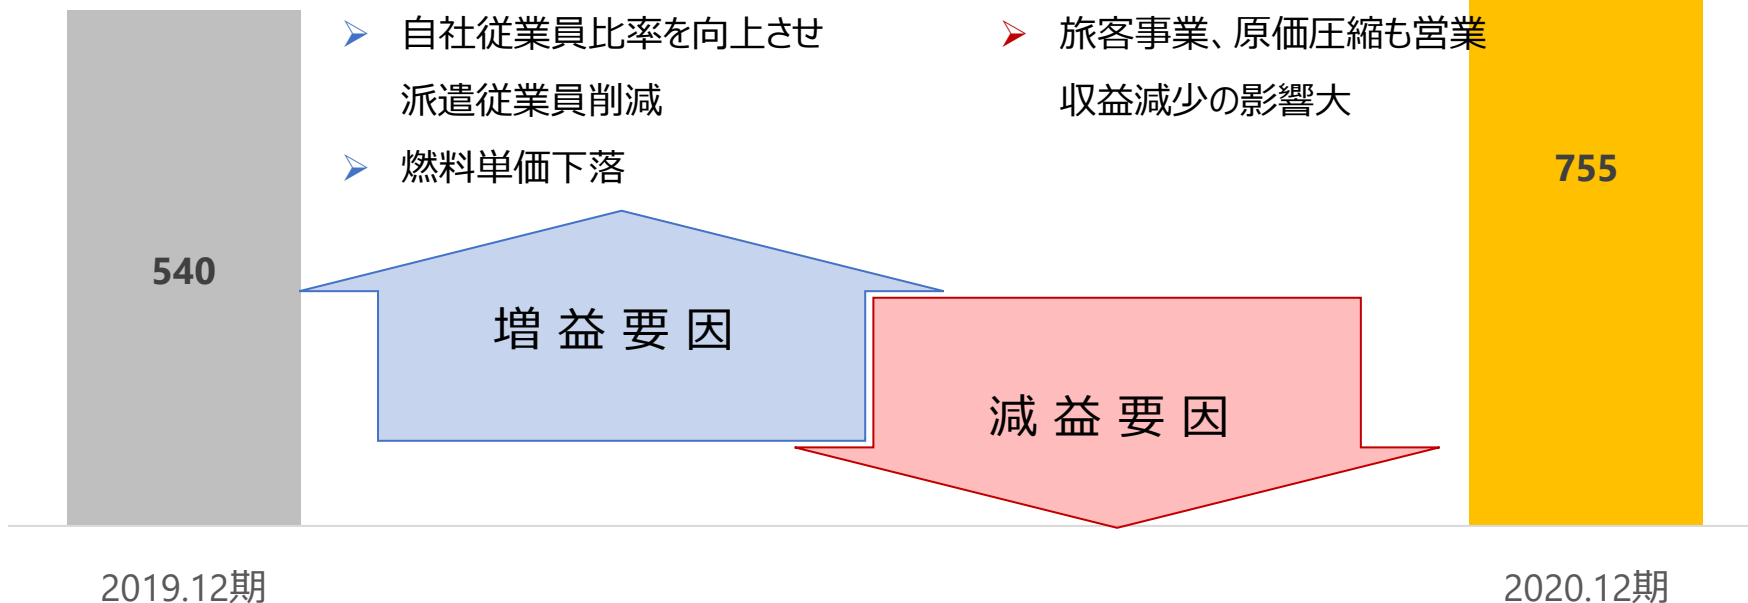 自社従業員比率を向上させ
派遣従業員削減
燃料単価下落
旅客事業、原価圧縮も営業
収益減少の影響大
540
755
増益要因
減益要因
2019.12期
2020.12期